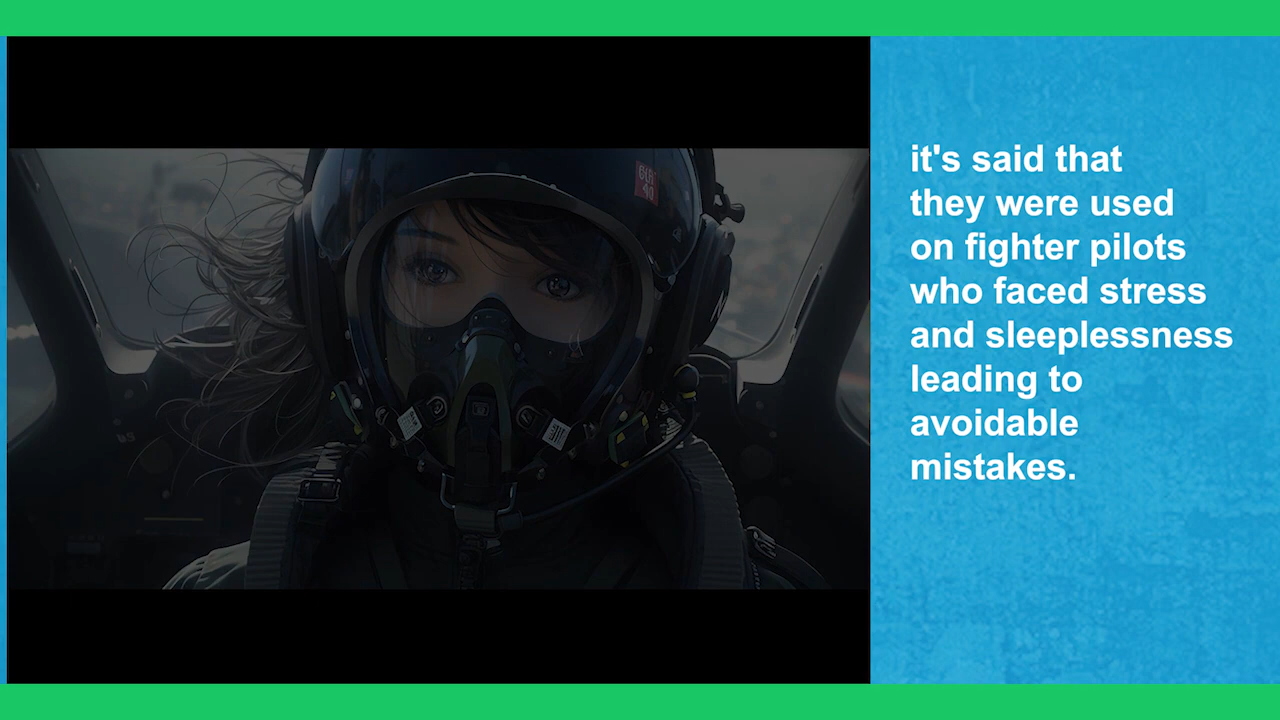 it's said that
they were used
on fighter pilots
who faced stress
and sleeplessness
leading to
avoidable
mistakes.